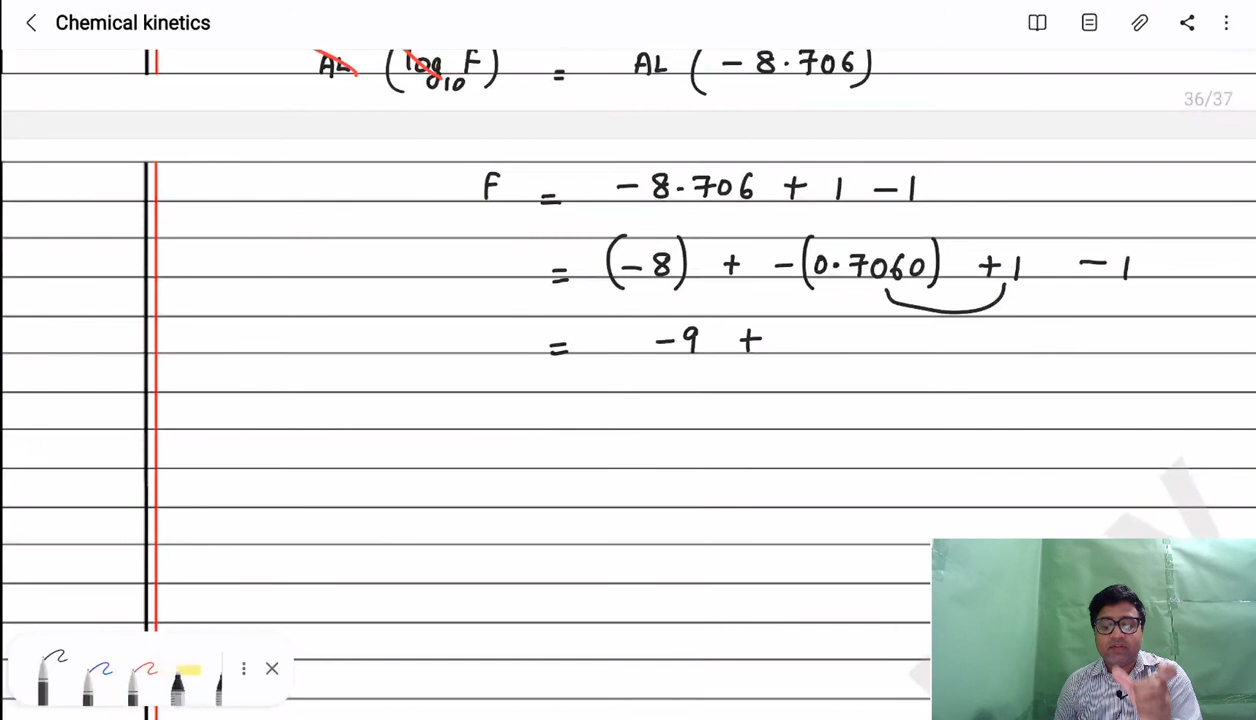 Chemical kinetics
AL (log₁₀ F) = AL (-8.706)
36/37
F = -8.706 + 1 -1
= (-8) + -(0.7060) +1 -1
= -9 +